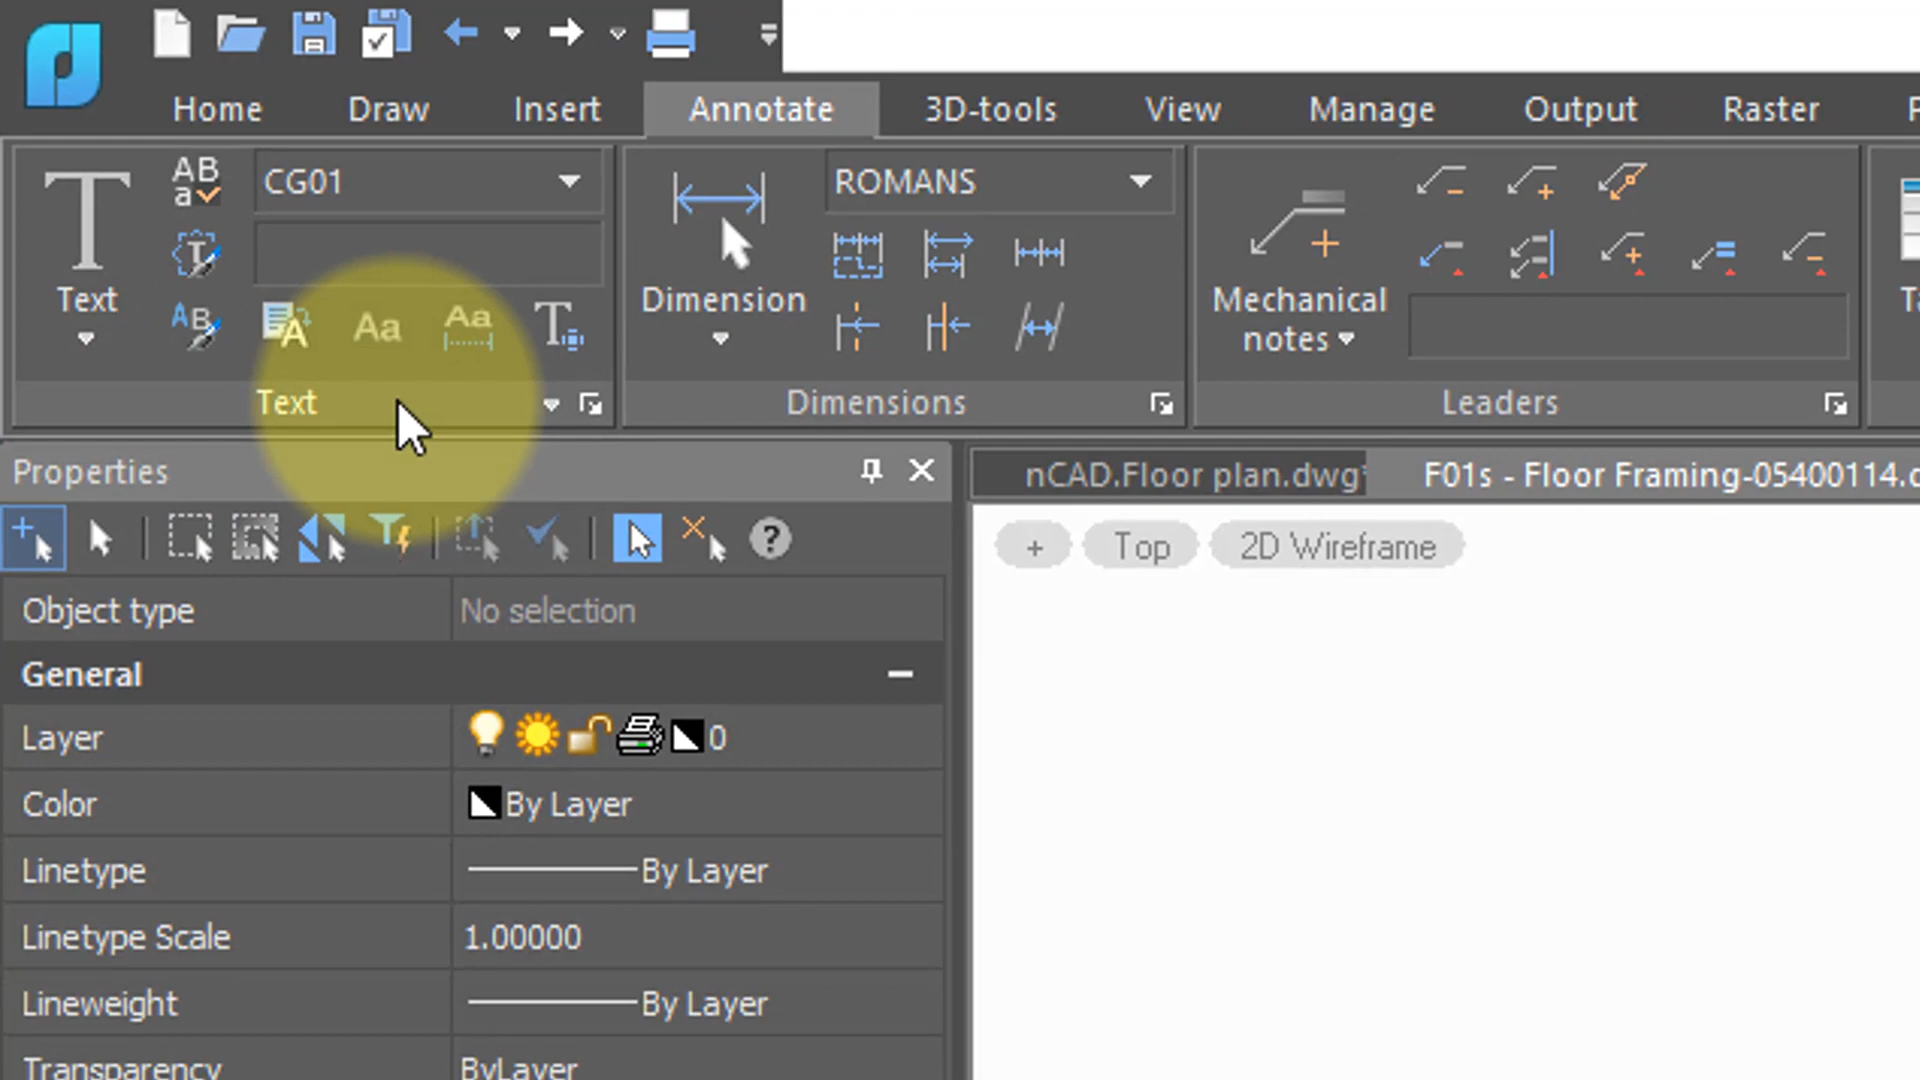 Home Draw Insert Annotate 3D-tools View Manage Output Raster
AB
a CG01 ROMANS
T
Text Dimension Mechanical
notes
AB A Aa Aa T
Text Dimensions Leaders
Properties nCAD.Floor plan.dwg* F01s - Floor Framing-05400114.d
+ Top 2D Wireframe
Object type No selection
General
Layer 0
Color By Layer
Linetype By Layer
Linetype Scale 1.00000
Lineweight By Layer
Transparency ByLayer